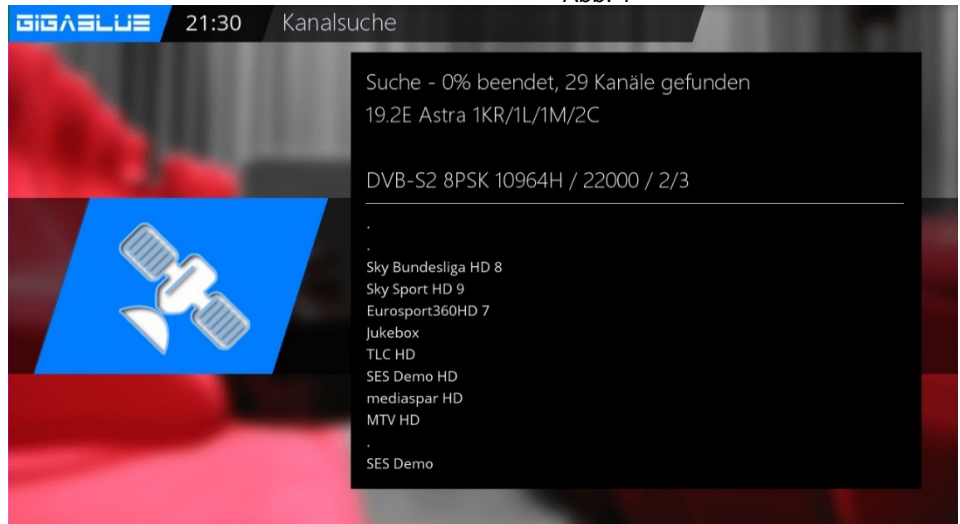 GIGABLUE 21:30 Kanalsuche
Suche - 0% beendet, 29 Kanäle gefunden
19.2E Astra 1KR/1L/1M/2C
DVB-S2 8PSK 10964H / 22000 / 2/3
.
.
Sky Bundesliga HD 8
Sky Sport HD 9
Eurosport360HD 7
Jukebox
TLC HD
SES Demo HD
mediaspar HD
MTV HD
.
SES Demo